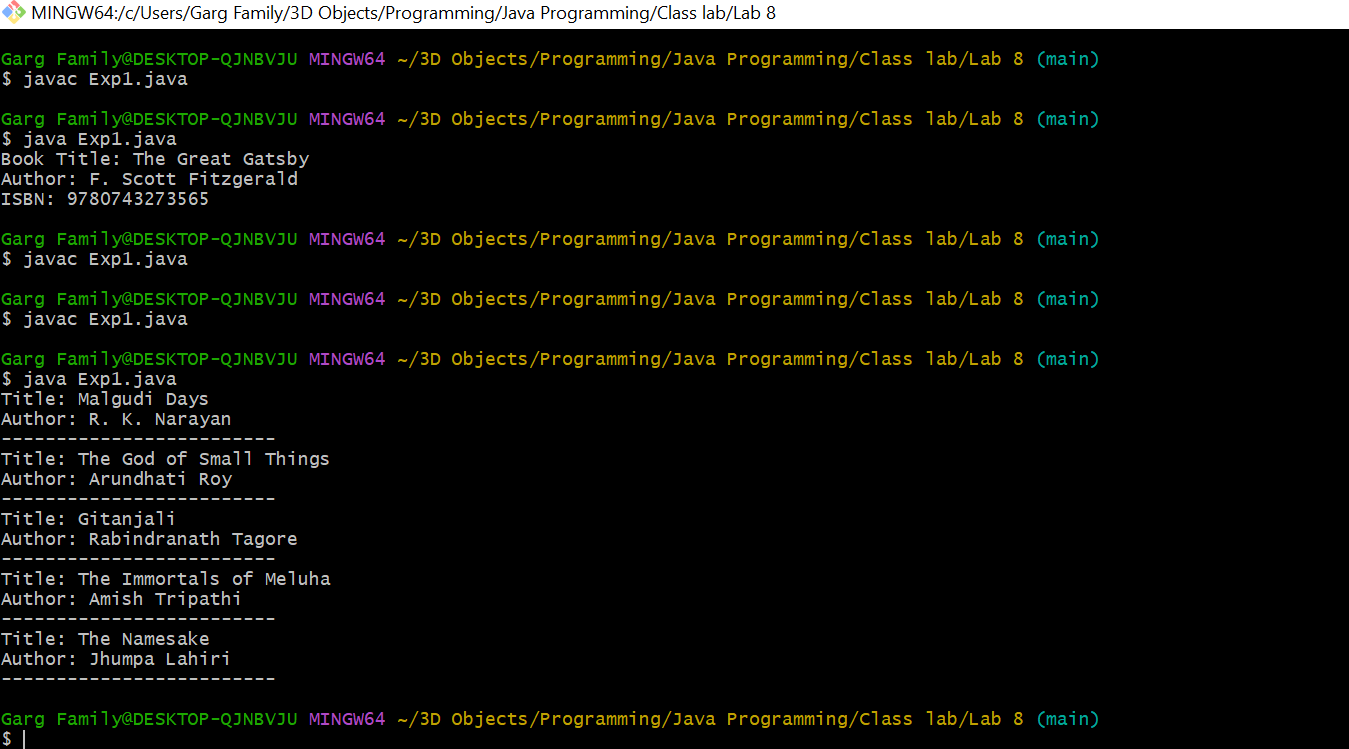 MINGW64:/c/Users/Garg Family/3D Objects/Programming/Java Programming/Class lab/Lab 8
Garg Family@DESKTOP-QJNBVJU MINGW64 ~/3D Objects/Programming/Java Programming/Class lab/Lab 8 (main)
$ javac Exp1.java
Garg Family@DESKTOP-QJNBVJU MINGW64 ~/3D Objects/Programming/Java Programming/Class lab/Lab 8 (main)
$ java Exp1.java
Book Title: The Great Gatsby
Author: F. Scott Fitzgerald
ISBN: 9780743273565
Garg Family@DESKTOP-QJNBVJU MINGW64 ~/3D Objects/Programming/Java Programming/Class lab/Lab 8 (main)
$ javac Exp1.java
Garg Family@DESKTOP-QJNBVJU MINGW64 ~/3D Objects/Programming/Java Programming/Class lab/Lab 8 (main)
$ javac Exp1.java
Garg Family@DESKTOP-QJNBVJU MINGW64 ~/3D Objects/Programming/Java Programming/Class lab/Lab 8 (main)
$ java Exp1.java
Title: Malgudi Days
Author: R. K. Narayan
-------------------------
Title: The God of Small Things
Author: Arundhati Roy
-------------------------
Title: Gitanjali
Author: Rabindranath Tagore
-------------------------
Title: The Immortals of Meluha
Author: Amish Tripathi
-------------------------
Title: The Namesake
Author: Jhumpa Lahiri
-------------------------
Garg Family@DESKTOP-QJNBVJU MINGW64 ~/3D Objects/Programming/Java Programming/Class lab/Lab 8 (main)
$